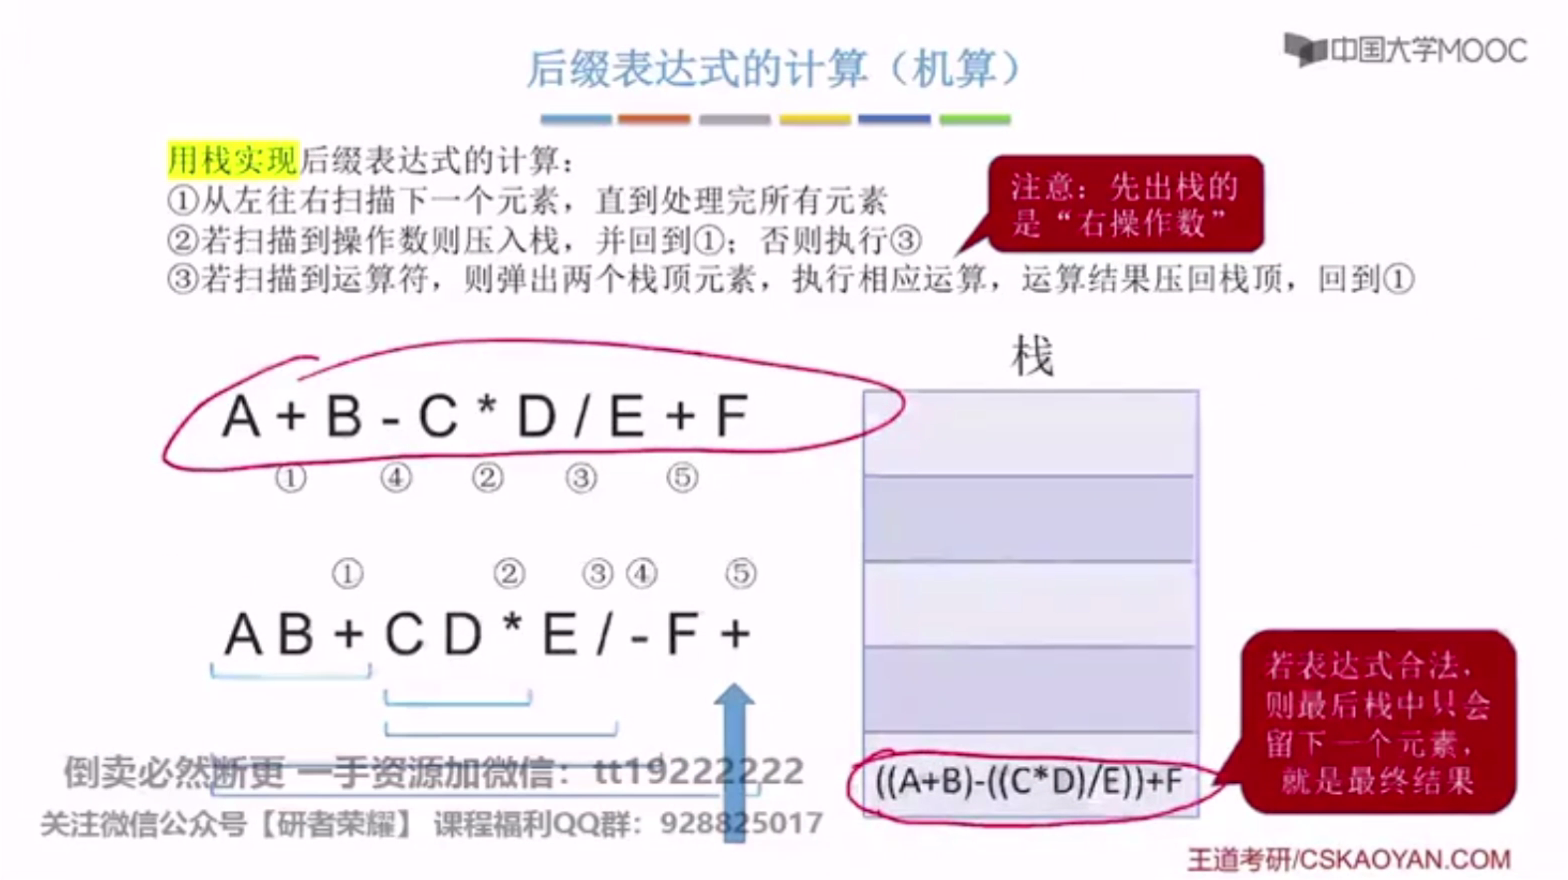 后缀表达式的计算（机算）
中国大学MOOC
用栈实现后缀表达式的计算：
①从左往右扫描下一个元素，直到处理完所有元素
②若扫描到操作数则压入栈，并回到①；否则执行③
③若扫描到运算符，则弹出两个栈顶元素，执行相应运算，运算结果压回栈顶，回到①
注意：先出栈的
是“右操作数”
栈
A + B - C * D / E + F
① ④ ② ③ ⑤
① ② ③ ④ ⑤
A B + C D * E / - F +
((A+B)-((C*D)/E))+F
若表达式合法，
则最后栈中只会
留下一个元素，
就是最终结果
倒卖必然断更 一手资源加微信：tt19222222
关注微信公众号【研者荣耀】 课程福利QQ群：928825017
王道考研/CSKAOYAN.COM